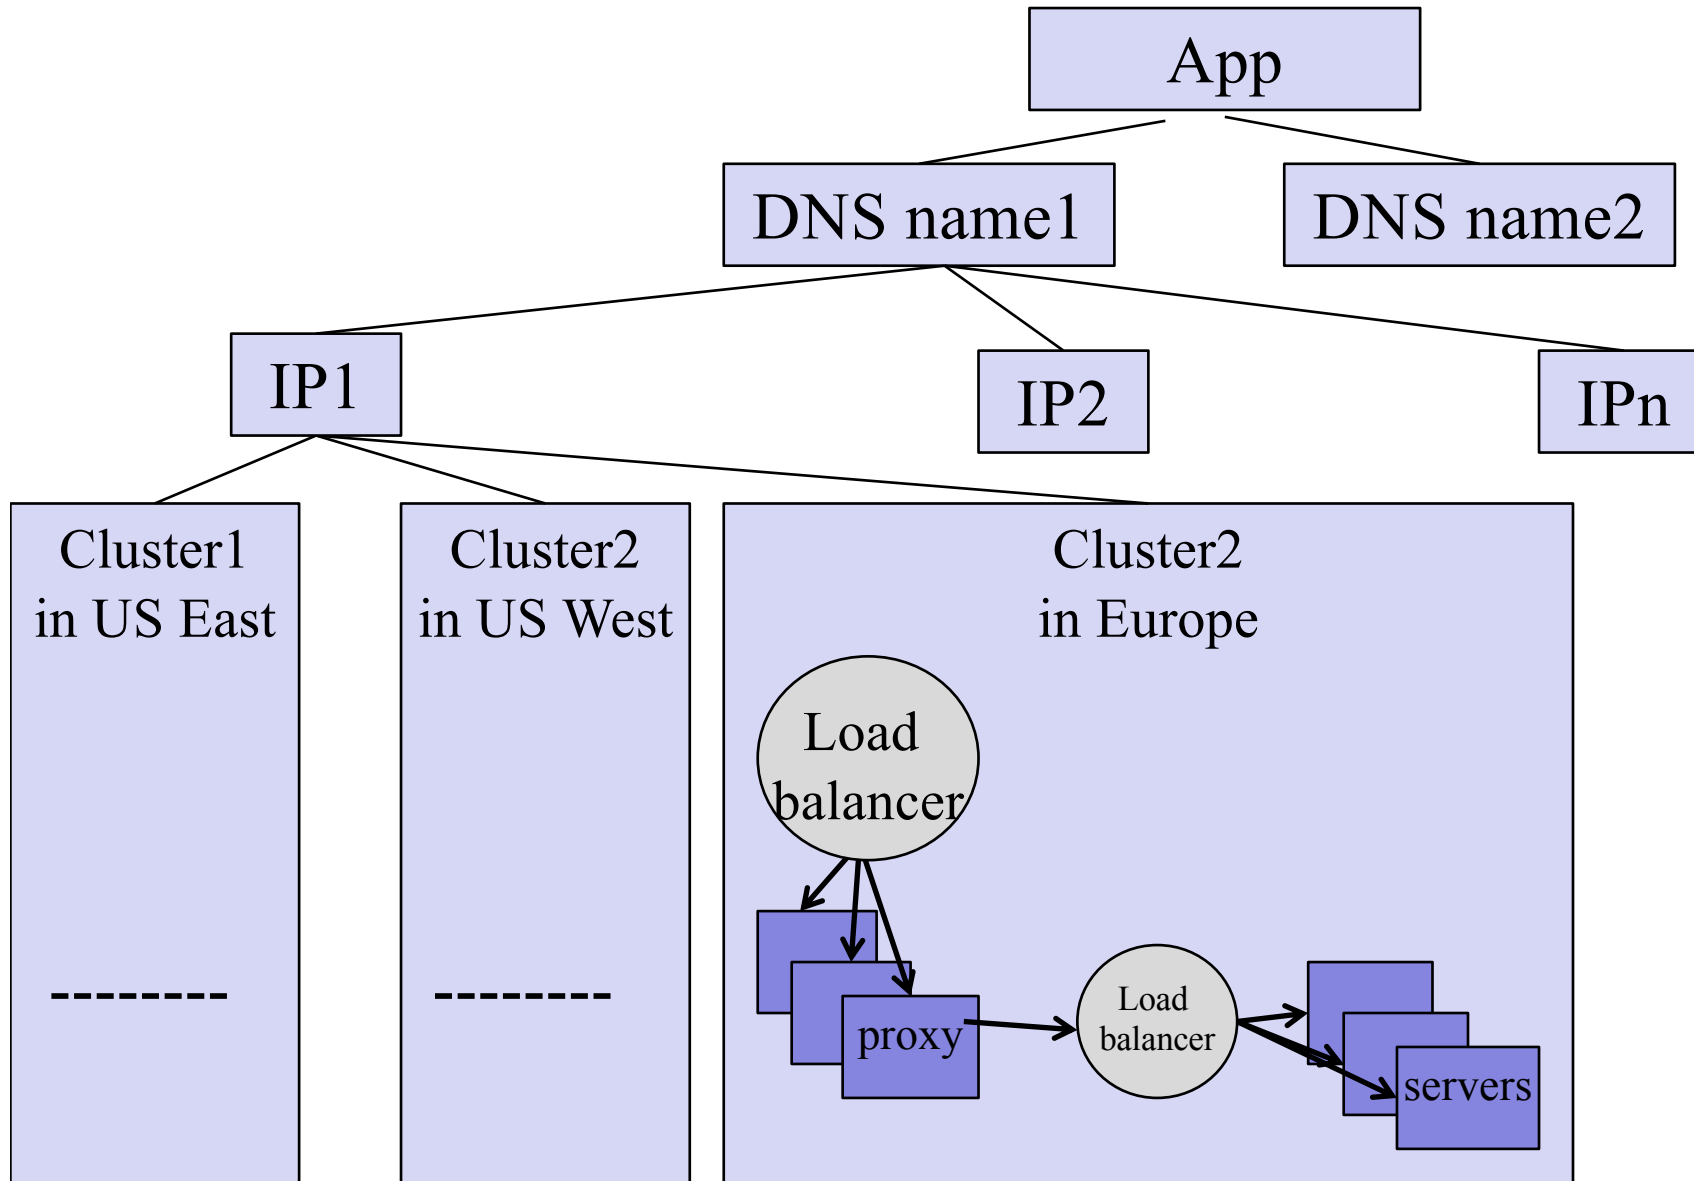 App
DNS name1
DNS name2
IP1
IP2
IPn
Cluster1
in US East
Cluster2
in US West
Cluster2
in Europe
Load
balancer
proxy
Load
balancer
servers